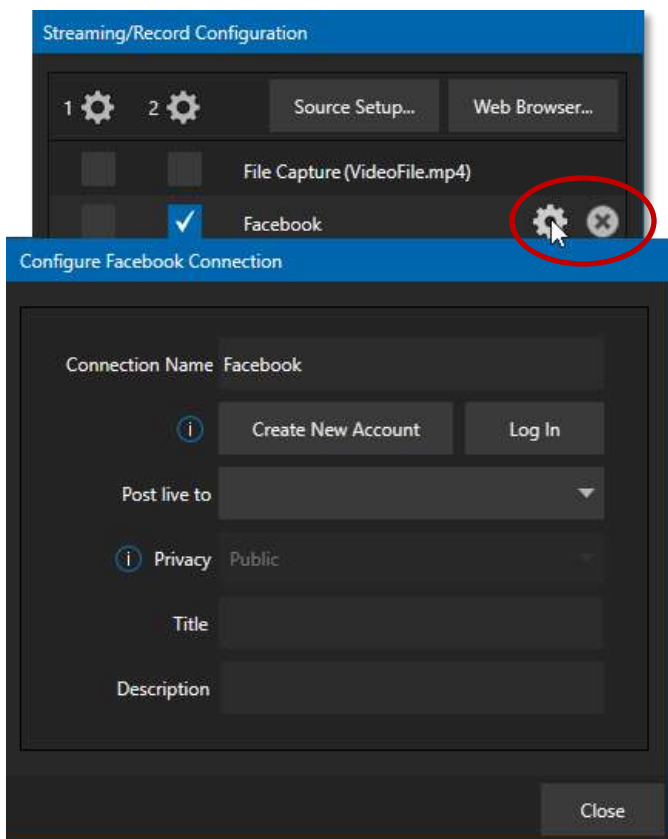 Streaming/Record Configuration
1 2 Source Setup... Web Browser...
File Capture (VideoFile.mp4)
Facebook
Configure Facebook Connection
Connection Name Facebook
i Create New Account Log In
Post live to
i Privacy Public
Title
Description
Close